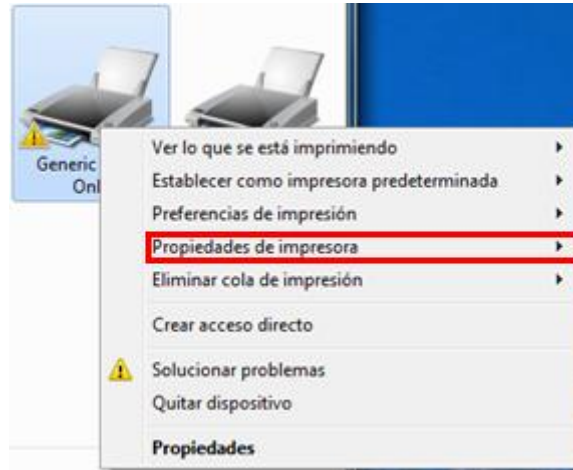 Generic
Ver lo que se está imprimiendo
Establecer como impresora predeterminada
Preferencias de impresión
Propiedades de impresora
Eliminar cola de impresión
Crear acceso directo
Solucionar problemas
Quitar dispositivo
Propiedades